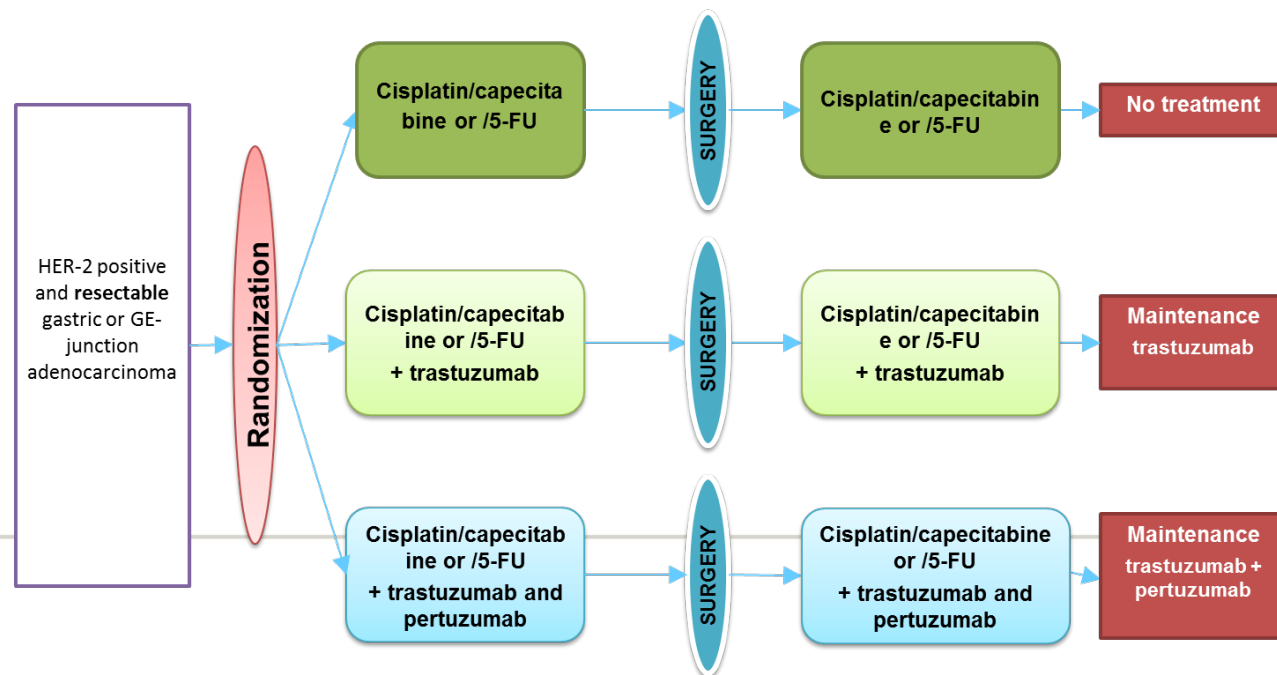 HER-2 positive
and resectable
gastric or GE-
junction
adenocarcinoma
Randomization
Cisplatin/capecita
bine or /5-FU
SURGERY
Cisplatin/capecitabin
e or /5-FU
No treatment
Cisplatin/capecitab
ine or /5-FU
+ trastuzumab
SURGERY
Cisplatin/capecitabin
e or /5-FU
+ trastuzumab
Maintenance
trastuzumab
Cisplatin/capecitab
ine or /5-FU
+ trastuzumab and
pertuzumab
SURGERY
Cisplatin/capecitabine
or /5-FU
+ trastuzumab and
pertuzumab
Maintenance
trastuzumab +
pertuzumab